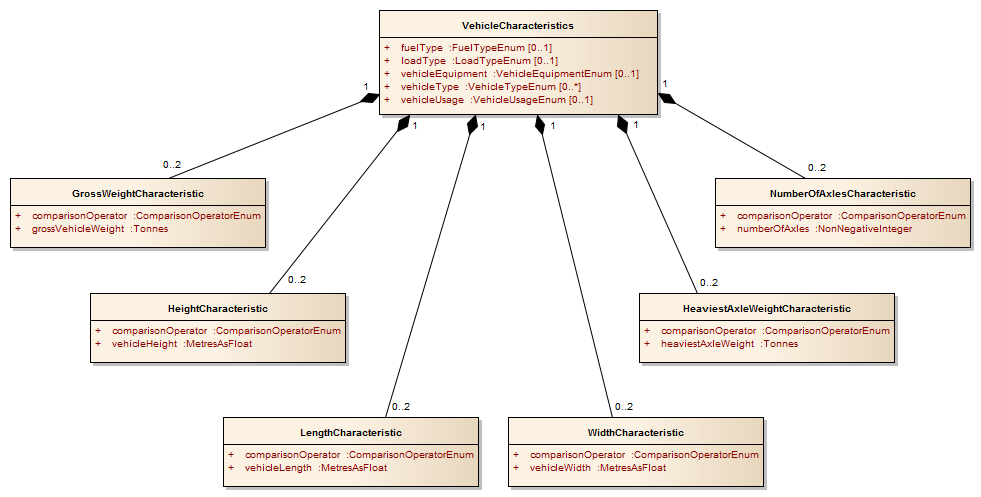 VehicleCharacteristics
+ fuelType :FuelTypeEnum [0..1]
+ loadType :LoadTypeEnum [0..1]
+ vehicleEquipment :VehicleEquipmentEnum [0..1]
+ vehicleType :VehicleTypeEnum [0..*]
+ vehicleUsage :VehicleUsageEnum [0..1]
1
1
1
1
1
1
0..2
0..2
GrossWeightCharacteristic
+ comparisonOperator :ComparisonOperatorEnum
+ grossVehicleWeight :Tonnes
NumberOfAxlesCharacteristic
+ comparisonOperator :ComparisonOperatorEnum
+ numberOfAxles :NonNegativeInteger
0..2
0..2
HeightCharacteristic
+ comparisonOperator :ComparisonOperatorEnum
+ vehicleHeight :MetresAsFloat
HeaviestAxleWeightCharacteristic
+ comparisonOperator :ComparisonOperatorEnum
+ heaviestAxleWeight :Tonnes
0..2
0..2
LengthCharacteristic
+ comparisonOperator :ComparisonOperatorEnum
+ vehicleLength :MetresAsFloat
WidthCharacteristic
+ comparisonOperator :ComparisonOperatorEnum
+ vehicleWidth :MetresAsFloat